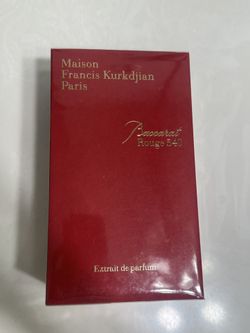 Maison
Francis Kurkdjian
Paris
Baccarat
Rouge 540
Extrait de parfum